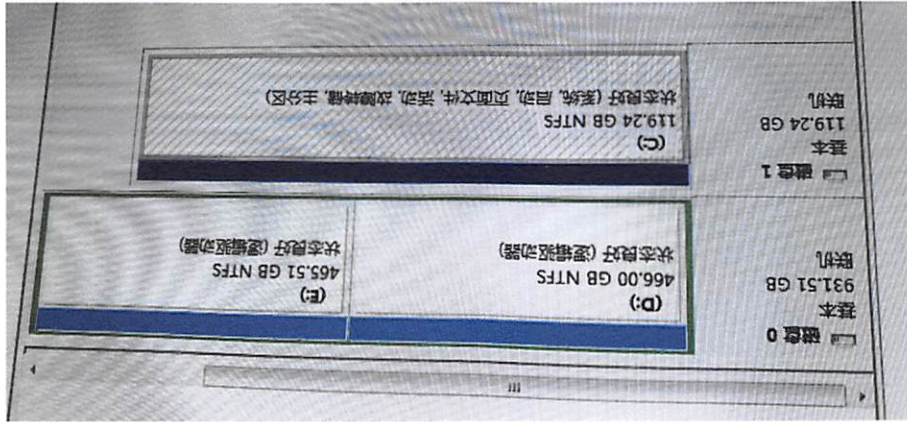 磁盘 0
基本
931.51 GB
联机
(D:)
466.00 GB NTFS
状态良好 (逻辑驱动器)
(E:)
465.51 GB NTFS
状态良好 (逻辑驱动器)
磁盘 1
基本
119.24 GB
联机
(C:)
119.24 GB NTFS
状态良好 (系统, 启动, 页面文件, 活动, 故障转储, 主分区)